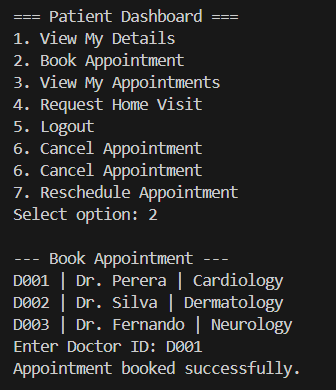 === Patient Dashboard ===
1. View My Details
2. Book Appointment
3. View My Appointments
4. Request Home Visit
5. Logout
6. Cancel Appointment
6. Cancel Appointment
7. Reschedule Appointment
Select option: 2

--- Book Appointment ---
D001 | Dr. Perera | Cardiology
D002 | Dr. Silva | Dermatology
D003 | Dr. Fernando | Neurology
Enter Doctor ID: D001
Appointment booked successfully.